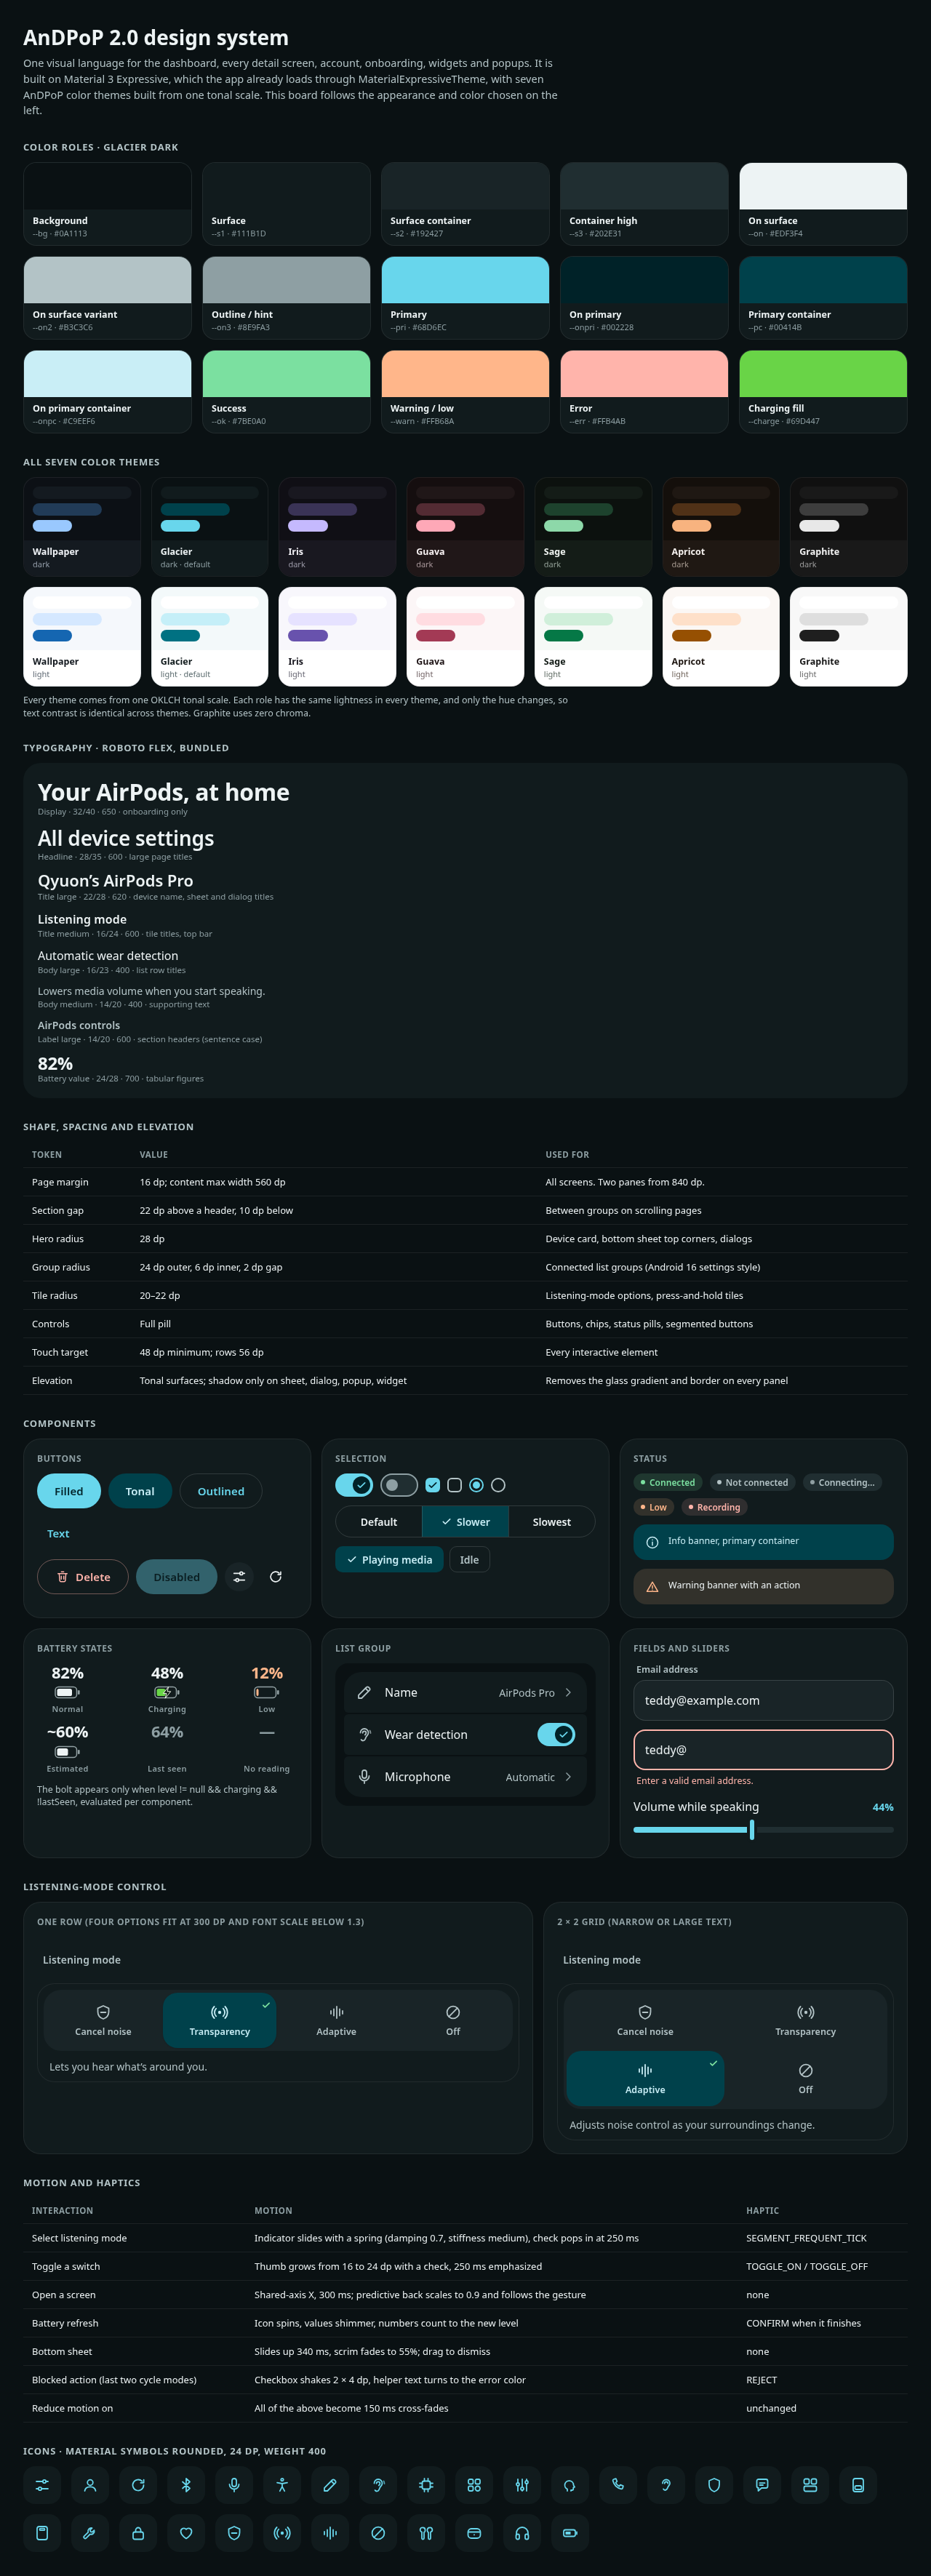 AnDPoP 2.0 design system
One visual language for the dashboard, every detail screen, account, onboarding, widgets and popups. It is
built on Material 3 Expressive, which the app already loads through MaterialExpressiveTheme, with seven
AnDPoP color themes built from one tonal scale. This board follows the appearance and color chosen on the
left.
COLOR ROLES · GLACIER DARK
Background
--bg · #0A1113
Surface
--s1 · #111B1D
Surface container
--s2 · #192427
Container high
--s3 · #202E31
On surface
--on · #EDF3F4
On surface variant
--on2 · #B3C3C6
Outline / hint
--on3 · #8E9FA3
Primary
--pri · #68D6EC
On primary
--onpri · #002228
Primary container
--pc · #00414B
On primary container
--onpc · #C9EEF6
Success
--ok · #7BE0A0
Warning / low
--warn · #FFB68A
Error
--err · #FFB4AB
Charging fill
--charge · #69D447
ALL SEVEN COLOR THEMES
Wallpaper
dark
Glacier
dark · default
Iris
dark
Guava
dark
Sage
dark
Apricot
dark
Graphite
dark
Wallpaper
light
Glacier
light · default
Iris
light
Guava
light
Sage
light
Apricot
light
Graphite
light
Every theme comes from one OKLCH tonal scale. Each role has the same lightness in every theme, and only the hue changes, so
text contrast is identical across themes. Graphite uses zero chroma.
TYPOGRAPHY · ROBOTO FLEX, BUNDLED
Your AirPods, at home
Display · 32/40 · 650 · onboarding only
All device settings
Headline · 28/35 · 600 · large page titles
Qyuon’s AirPods Pro
Title large · 22/28 · 620 · device name, sheet and dialog titles
Listening mode
Title medium · 16/24 · 600 · tile titles, top bar
Automatic wear detection
Body large · 16/23 · 400 · list row titles
Lowers media volume when you start speaking.
Body medium · 14/20 · 400 · supporting text
AirPods controls
Label large · 14/20 · 600 · section headers (sentence case)
82%
Battery value · 24/28 · 700 · tabular figures
SHAPE, SPACING AND ELEVATION
TOKEN VALUE USED FOR
Page margin 16 dp; content max width 560 dp All screens. Two panes from 840 dp.
Section gap 22 dp above a header, 10 dp below Between groups on scrolling pages
Hero radius 28 dp Device card, bottom sheet top corners, dialogs
Group radius 24 dp outer, 6 dp inner, 2 dp gap Connected list groups (Android 16 settings style)
Tile radius 20–22 dp Listening-mode options, press-and-hold tiles
Controls Full pill Buttons, chips, status pills, segmented buttons
Touch target 48 dp minimum; rows 56 dp Every interactive element
Elevation Tonal surfaces; shadow only on sheet, dialog, popup, widget Removes the glass gradient and border on every panel
COMPONENTS
BUTTONS
Filled Tonal Outlined
Text
Delete Disabled
SELECTION
Default Slower Slowest
Playing media Idle
STATUS
Connected Not connected Connecting…
Low Recording
Info banner, primary container
Warning banner with an action
BATTERY STATES
82% 48% 12%
Normal Charging Low
~60% 64% —
Estimated Last seen No reading
The bolt appears only when level != null && charging &&
!lastSeen, evaluated per component.
LIST GROUP
Name AirPods Pro
Wear detection
Microphone Automatic
FIELDS AND SLIDERS
Email address
teddy@example.com
teddy@
Enter a valid email address.
Volume while speaking 44%
LISTENING-MODE CONTROL
ONE ROW (FOUR OPTIONS FIT AT 300 DP AND FONT SCALE BELOW 1.3)
Listening mode
Cancel noise Transparency Adaptive Off
Lets you hear what’s around you.
2 × 2 GRID (NARROW OR LARGE TEXT)
Listening mode
Cancel noise Transparency
Adaptive Off
Adjusts noise control as your surroundings change.
MOTION AND HAPTICS
INTERACTION MOTION HAPTIC
Select listening mode Indicator slides with a spring (damping 0.7, stiffness medium), check pops in at 250 ms SEGMENT_FREQUENT_TICK
Toggle a switch Thumb grows from 16 to 24 dp with a check, 250 ms emphasized TOGGLE_ON / TOGGLE_OFF
Open a screen Shared-axis X, 300 ms; predictive back scales to 0.9 and follows the gesture none
Battery refresh Icon spins, values shimmer, numbers count to the new level CONFIRM when it finishes
Bottom sheet Slides up 340 ms, scrim fades to 55%; drag to dismiss none
Blocked action (last two cycle modes) Checkbox shakes 2 × 4 dp, helper text turns to the error color REJECT
Reduce motion on All of the above become 150 ms cross-fades unchanged
ICONS · MATERIAL SYMBOLS ROUNDED, 24 DP, WEIGHT 400